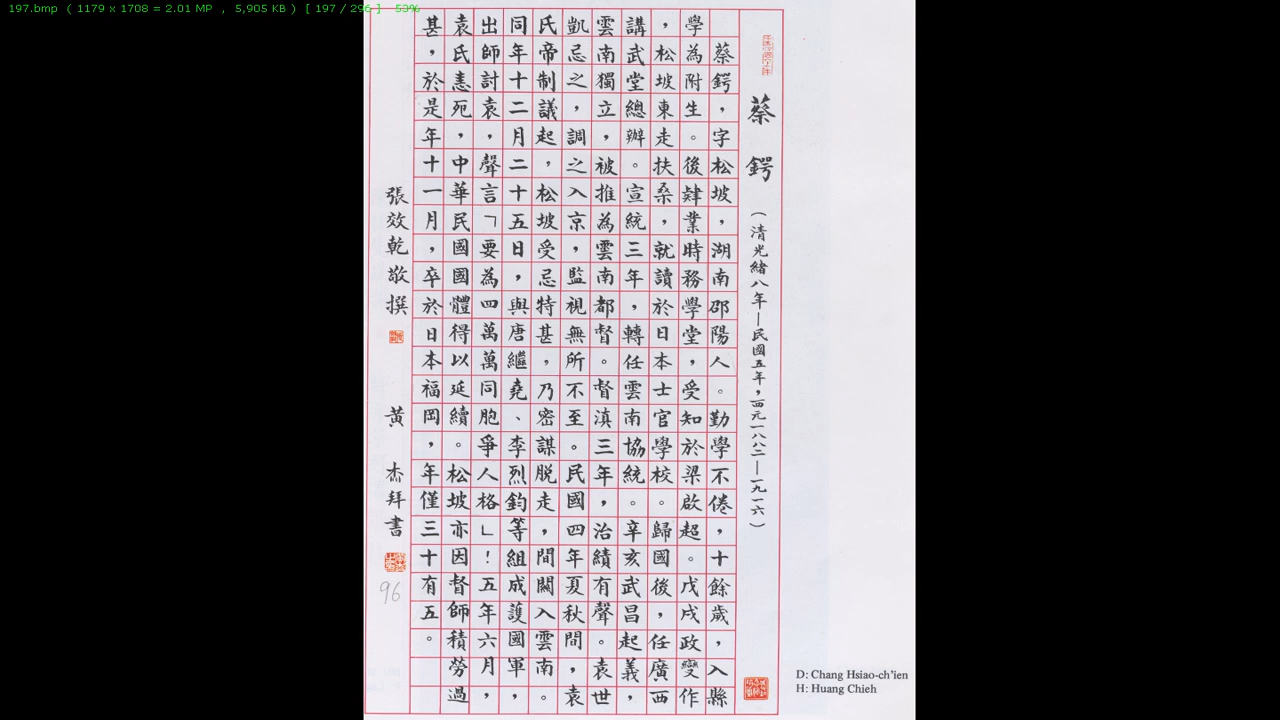 197.bmp ( 1179 x 1708 = 2.01 MP , 5,905 KB ) [ 197 / 296 ] 53%
蔡鍔（清光緒八年—民國五年，西元一八八二—一九一六）
蔡鍔，字松坡，湖南邵陽人。勤學不倦，十餘歲，入縣
學為附生。後肄業時務學堂，受知於梁啟超。戊戌政變作
，松坡東走扶桑，就讀於日本士官學校。歸國後，任廣西
講武堂總辦。宣統三年，轉任雲南協統。辛亥武昌起義，
雲南獨立，被推為雲南都督。督滇三年，治績有聲。袁世
凱忌之，調之入京，監視無所不至。民國四年夏秋間，袁
氏帝制議起，松坡受忌特甚，乃密謀脫走，間關入雲南。
同年十二月二十五日，與唐繼堯、李烈鈞等組成護國軍，
出師討袁，聲言「要為四萬萬同胞爭人格」！五年六月，
袁氏恚死，中華民國國體得以延續。松坡亦因督師積勞過
甚，於是年十一月，卒於日本福岡，年僅三十有五。
張效乾敬撰 黃杰拜書
96
D: Chang Hsiao-ch'ien
H: Huang Chieh